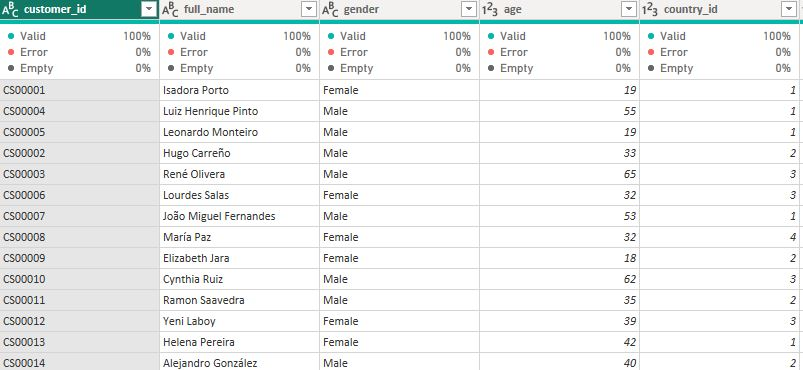 ABC customer_id ABC full_name ABC gender 123 age 123 country_id
Valid 100% Valid 100% Valid 100% Valid 100% Valid 100%
Error 0% Error 0% Error 0% Error 0% Error 0%
Empty 0% Empty 0% Empty 0% Empty 0% Empty 0%
CS00001 Isadora Porto Female 19 1
CS00004 Luiz Henrique Pinto Male 55 1
CS00005 Leonardo Monteiro Male 19 1
CS00002 Hugo Carreño Male 33 2
CS00003 René Olivera Male 65 3
CS00006 Lourdes Salas Female 32 3
CS00007 João Miguel Fernandes Male 53 1
CS00008 María Paz Female 32 4
CS00009 Elizabeth Jara Female 18 2
CS00010 Cynthia Ruiz Male 62 3
CS00011 Ramon Saavedra Male 35 2
CS00012 Yeni Laboy Female 39 3
CS00013 Helena Pereira Female 42 1
CS00014 Alejandro González Male 40 2